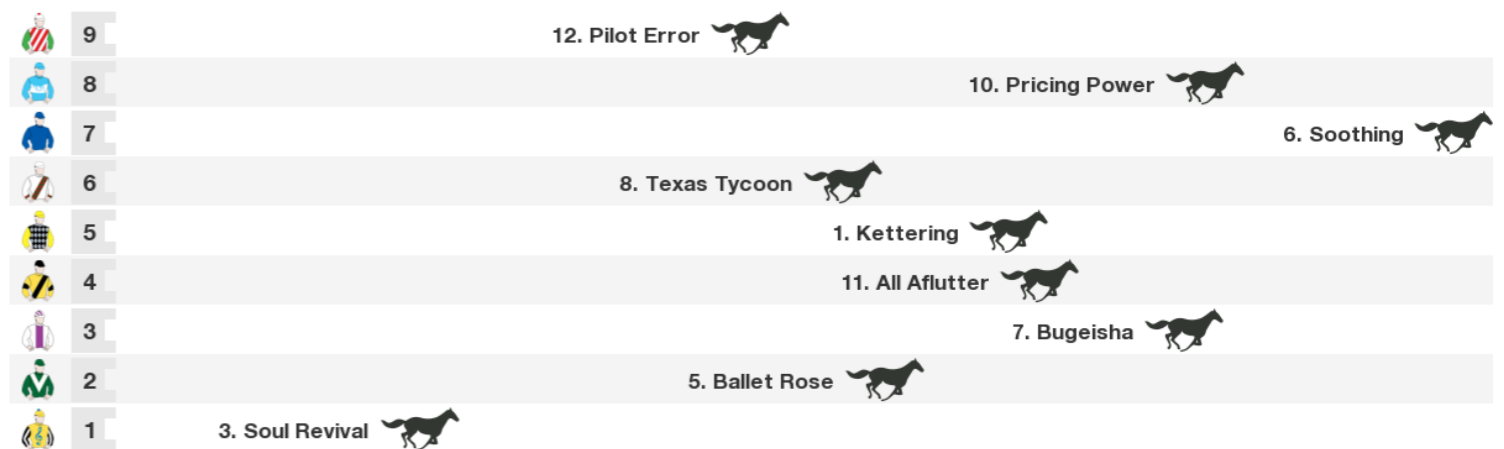 9 12. Pilot Error
8 10. Pricing Power
7 6. Soothing
6 8. Texas Tycoon
5 1. Kettering
4 11. All Aflutter
3 7. Bugeisha
2 5. Ballet Rose
1 3. Soul Revival